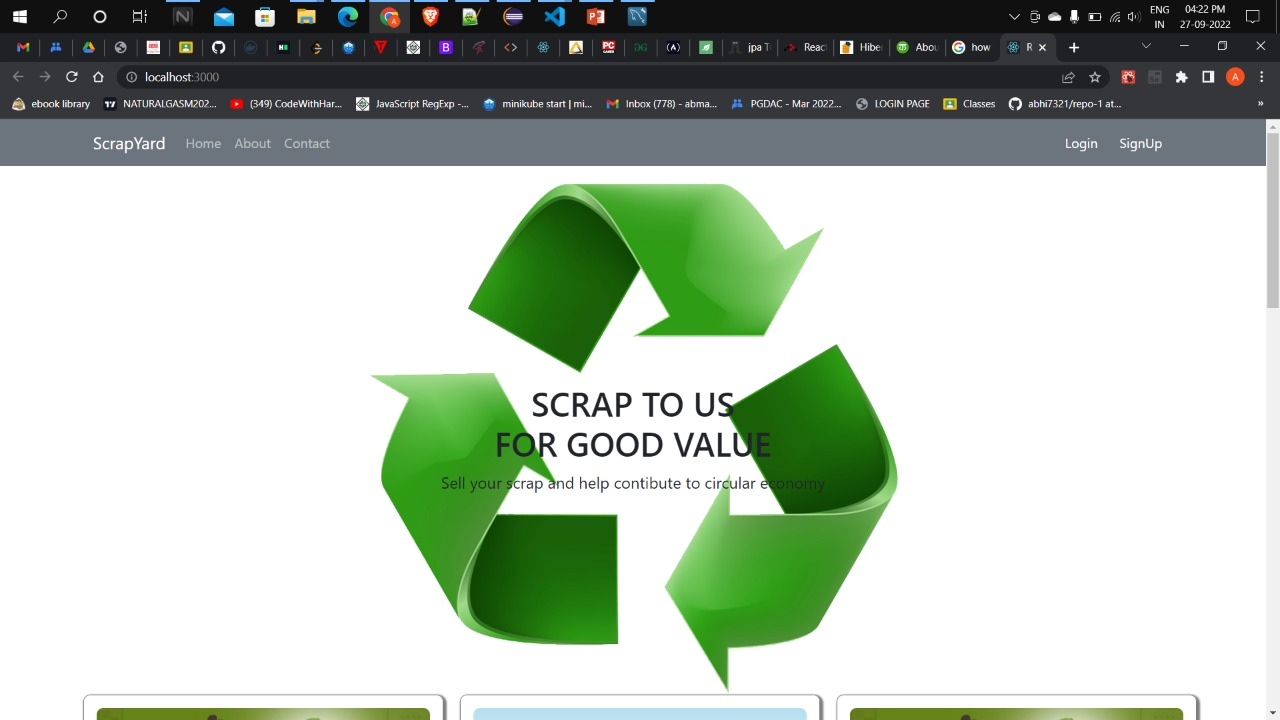 ENG 04:22 PM
IN 27-09-2022
jpa T
React
Hibe
Abou
how
R
localhost:3000
A
ebook library NATURALGASM202... (349) CodeWithHar... JavaScript RegExp -... minikube start | mi... Inbox (778) - abma... PGDAC - Mar 2022... LOGIN PAGE Classes abhi7321/repo-1 at... »
ScrapYard Home About Contact Login SignUp
SCRAP TO US
FOR GOOD VALUE
Sell your scrap and help contibute to circular economy